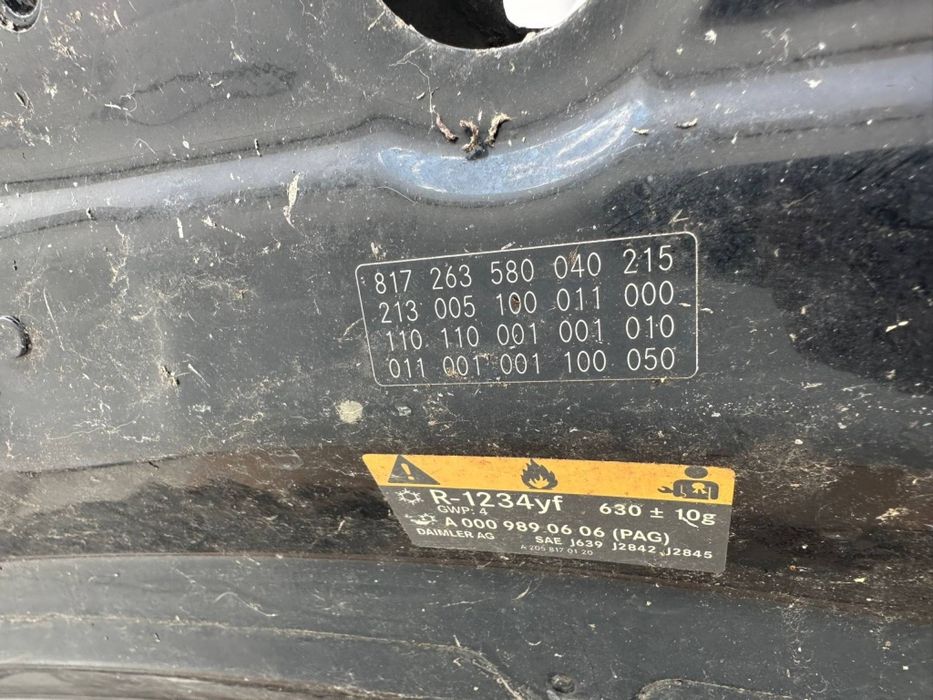 817 263 580 040 215
213 005 100 011 000
110 110 001 001 010
011 001 001 100 050
R-1234yf 630 ± 10g
GWP: 4
A 000 989 06 06 (PAG)
DAIMLER AG SAE J639 J2842 J2845
A 205 817 01 20